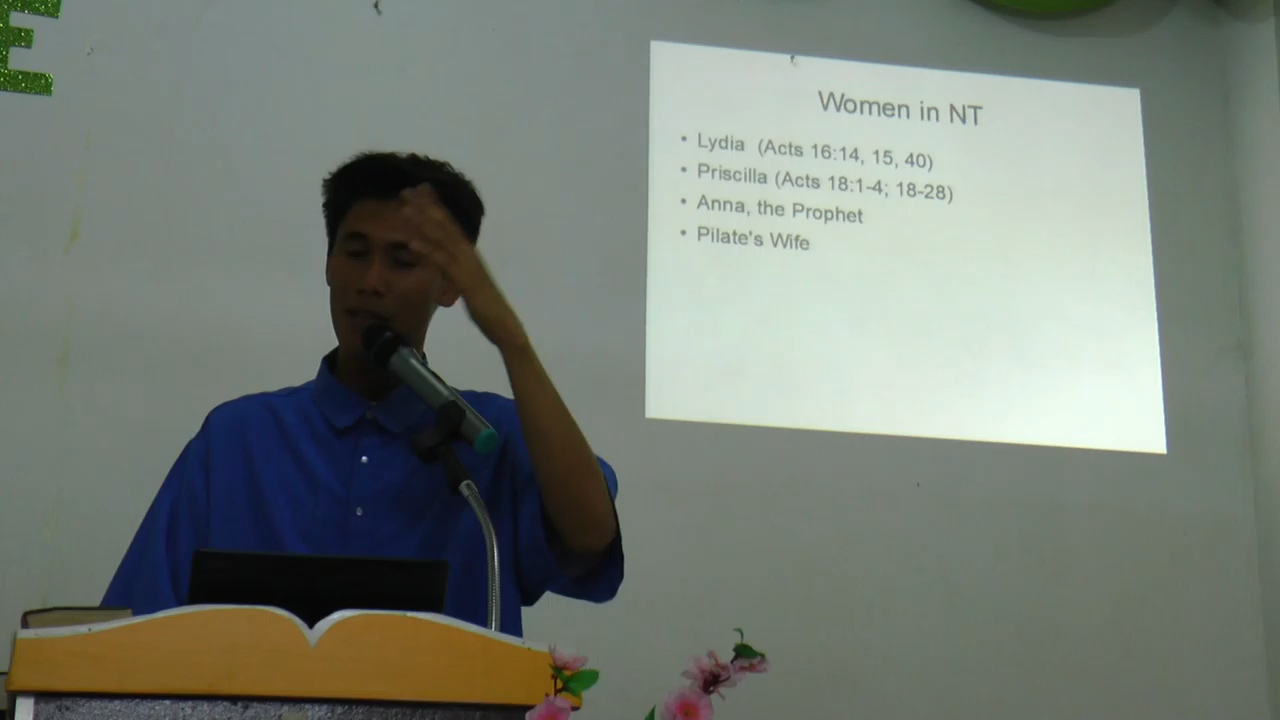 E
Women in NT
• Lydia (Acts 16:14, 15, 40)
• Priscilla (Acts 18:1-4; 18-28)
• Anna, the Prophet
• Pilate's Wife